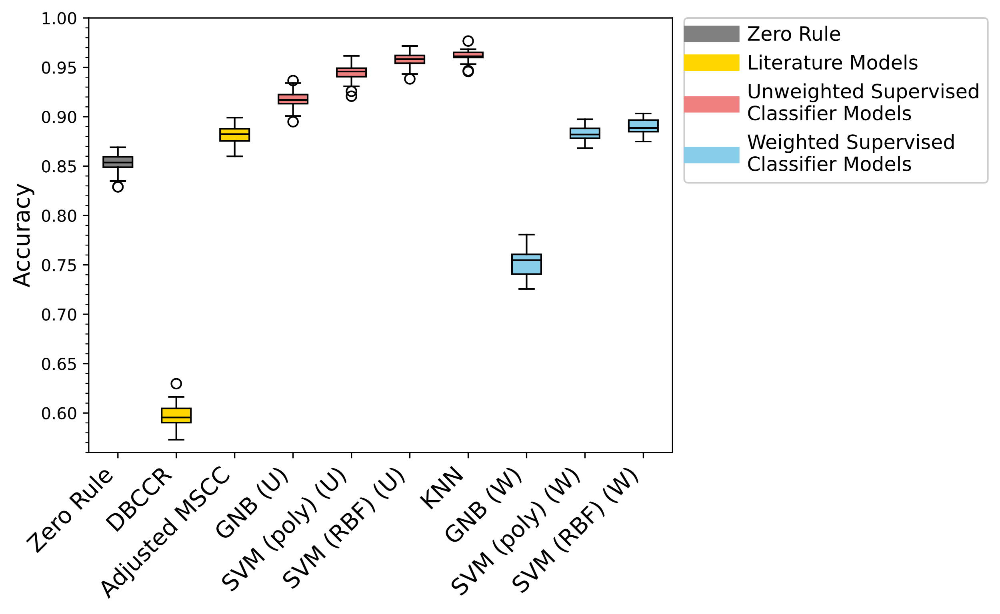 1.00
0.95
0.90
0.85
0.80
0.75
0.70
0.65
0.60
Accuracy
Zero Rule
DBCCR
Adjusted MSCC
GNB (U)
SVM (poly) (U)
SVM (RBF) (U)
KNN
GNB (W)
SVM (poly) (W)
SVM (RBF) (W)
Zero Rule
Literature Models
Unweighted Supervised
Classifier Models
Weighted Supervised
Classifier Models